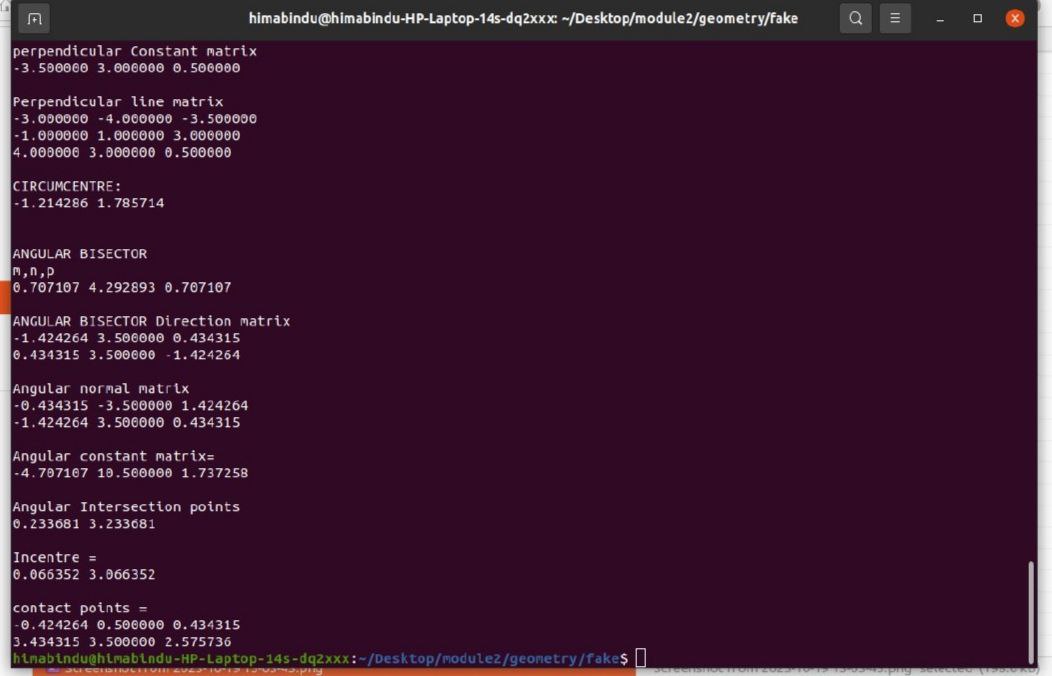 himabindu@himabindu-HP-Laptop-14s-dq2xxx: ~/Desktop/module2/geometry/fake
perpendicular Constant matrix
-3.500000 3.000000 0.500000
Perpendicular line matrix
-3.000000 -4.000000 -3.500000
-1.000000 1.000000 3.000000
4.000000 3.000000 0.500000
CIRCUMCENTRE:
-1.214286 1.785714
ANGULAR BISECTOR
m,n,p
0.707107 4.292893 0.707107
ANGULAR BISECTOR Direction matrix
-1.424264 3.500000 0.434315
0.434315 3.500000 -1.424264
Angular normal matrix
-0.434315 -3.500000 1.424264
-1.424264 3.500000 0.434315
Angular constant matrix=
-4.707107 10.500000 1.737258
Angular Intersection points
0.233681 3.233681
Incentre =
0.066352 3.066352
contact points =
-0.424264 0.500000 0.434315
3.434315 3.500000 2.575736
himabindu@himabindu-HP-Laptop-14s-dq2xxx:~/Desktop/module2/geometry/fake$